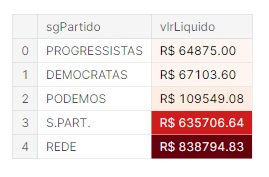 sgPartido vlrLiquido
0 PROGRESSISTAS R$ 64875.00
1 DEMOCRATAS R$ 67103.60
2 PODEMOS R$ 109549.08
3 S.PART. R$ 635706.64
4 REDE R$ 838794.83